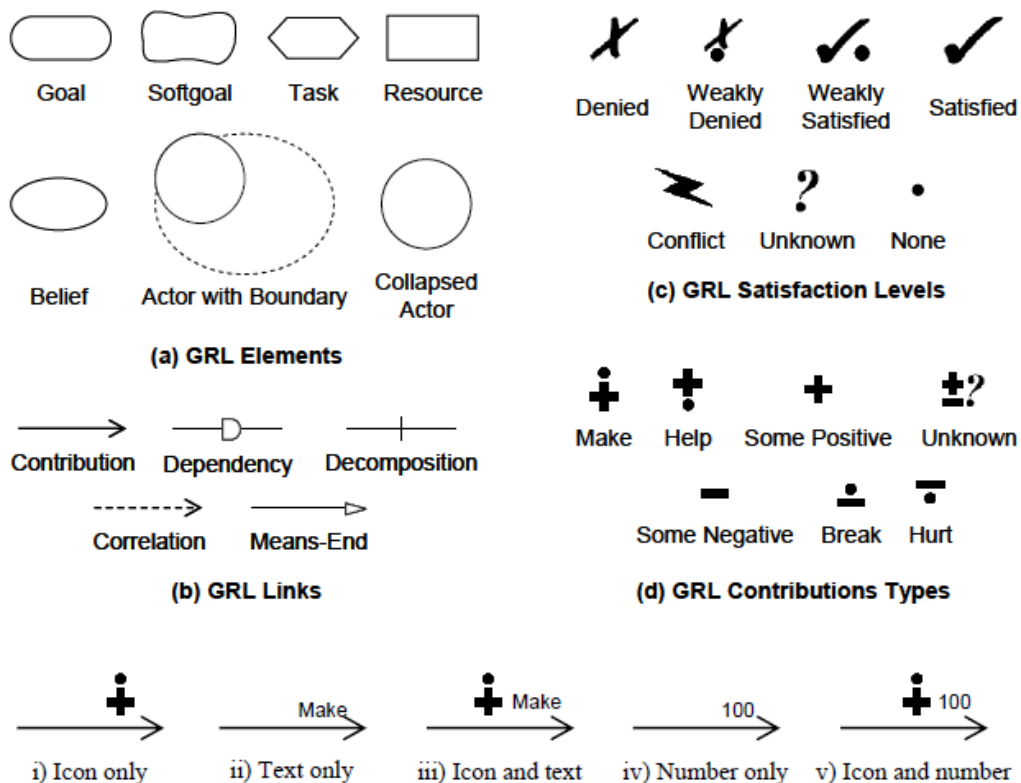 Goal Softgoal Task Resource
Belief Actor with Boundary Collapsed
Actor
(a) GRL Elements
Contribution Dependency Decomposition
Correlation Means-End
(b) GRL Links
Denied Weakly
Denied Weakly
Satisfied Satisfied
Conflict Unknown None
(c) GRL Satisfaction Levels
Make Help Some Positive Unknown
Some Negative Break Hurt
(d) GRL Contributions Types
Make Make 100 100
i) Icon only ii) Text only iii) Icon and text iv) Number only v) Icon and number